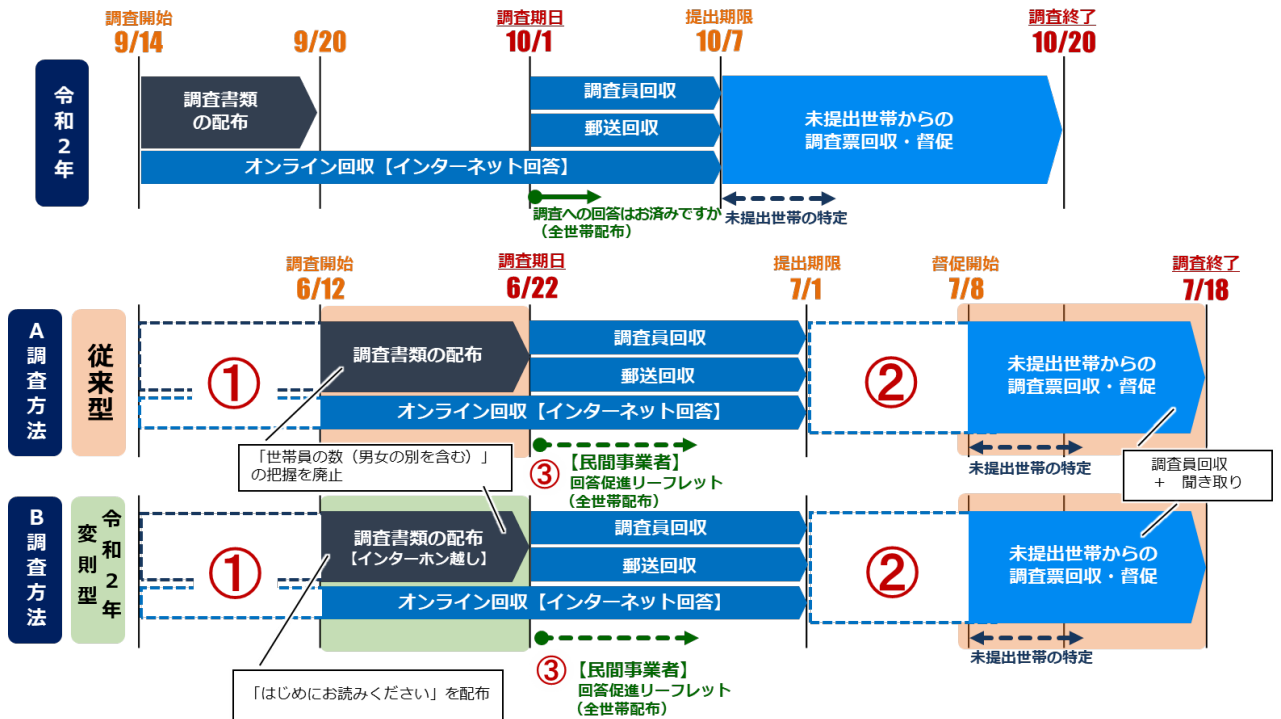 調査開始
9/14
9/20
調査期日
10/1
提出期限
10/7
調査終了
10/20
令和2年
調査書類
の配布
調査員回収
郵送回収
オンライン回収【インターネット回答】
未提出世帯からの
調査票回収・督促
調査への回答はお済みですか
（全世帯配布）
未提出世帯の特定
調査開始
6/12
調査期日
6/22
提出期限
7/1
督促開始
7/8
調査終了
7/18
A調査方法
従来型
①
調査書類の配布
調査員回収
郵送回収
オンライン回収【インターネット回答】
②
未提出世帯からの
調査票回収・督促
「世帯員の数（男女の別を含む）」
の把握を廃止
③【民間事業者】
回答促進リーフレット
（全世帯配布）
未提出世帯の特定
調査員回収
＋　聞き取り
B調査方法
令和2年
変則型
①
調査書類の配布
【インターホン越し】
調査員回収
郵送回収
オンライン回収【インターネット回答】
②
未提出世帯からの
調査票回収・督促
「はじめにお読みください」を配布
③【民間事業者】
回答促進リーフレット
（全世帯配布）
未提出世帯の特定